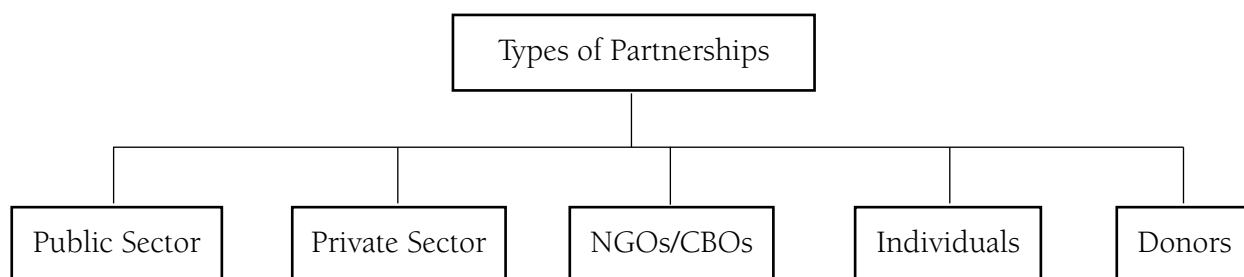 Types of Partnerships
Public Sector
Private Sector
NGOs/CBOs
Individuals
Donors